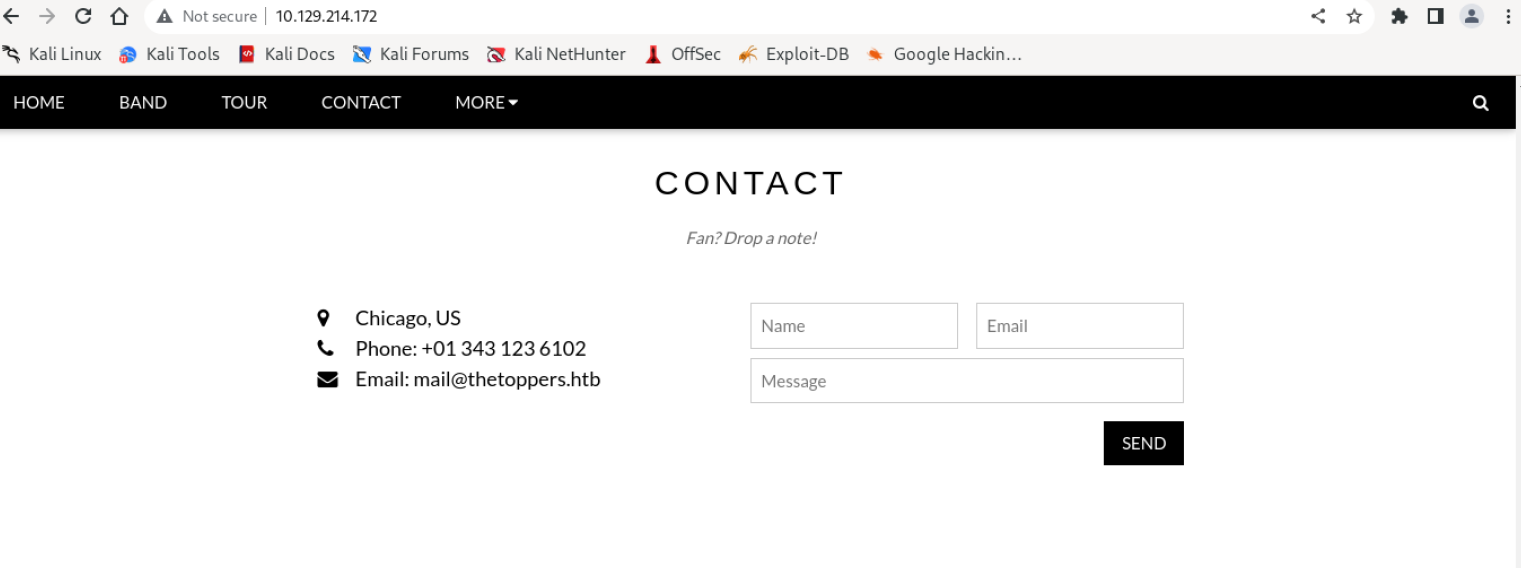 Not secure 10.129.214.172
Kali Linux Kali Tools Kali Docs Kali Forums Kali NetHunter OffSec Exploit-DB Google Hackin…
HOME BAND TOUR CONTACT MORE
CONTACT
Fan? Drop a note!
Chicago, US
Phone: +01 343 123 6102
Email: mail@thetoppers.htb
Name Email
Message
SEND